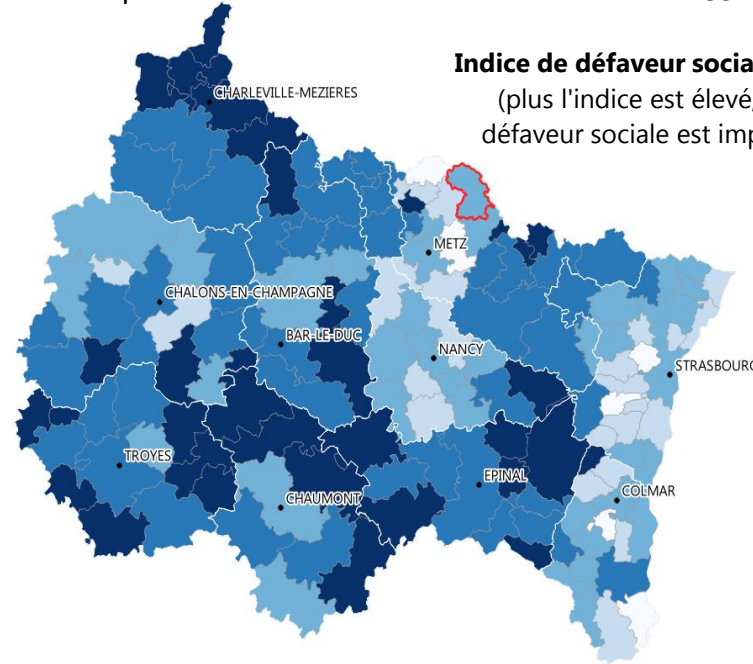 Indice de défaveur socia
(plus l'indice est élevé,
défaveur sociale est imp
CHARLEVILLE-MEZIERES
METZ
CHALONS-EN-CHAMPAGNE
BAR-LE-DUC
NANCY
STRASBOURG
TROYES
EPINAL
COLMAR
CHAUMONT